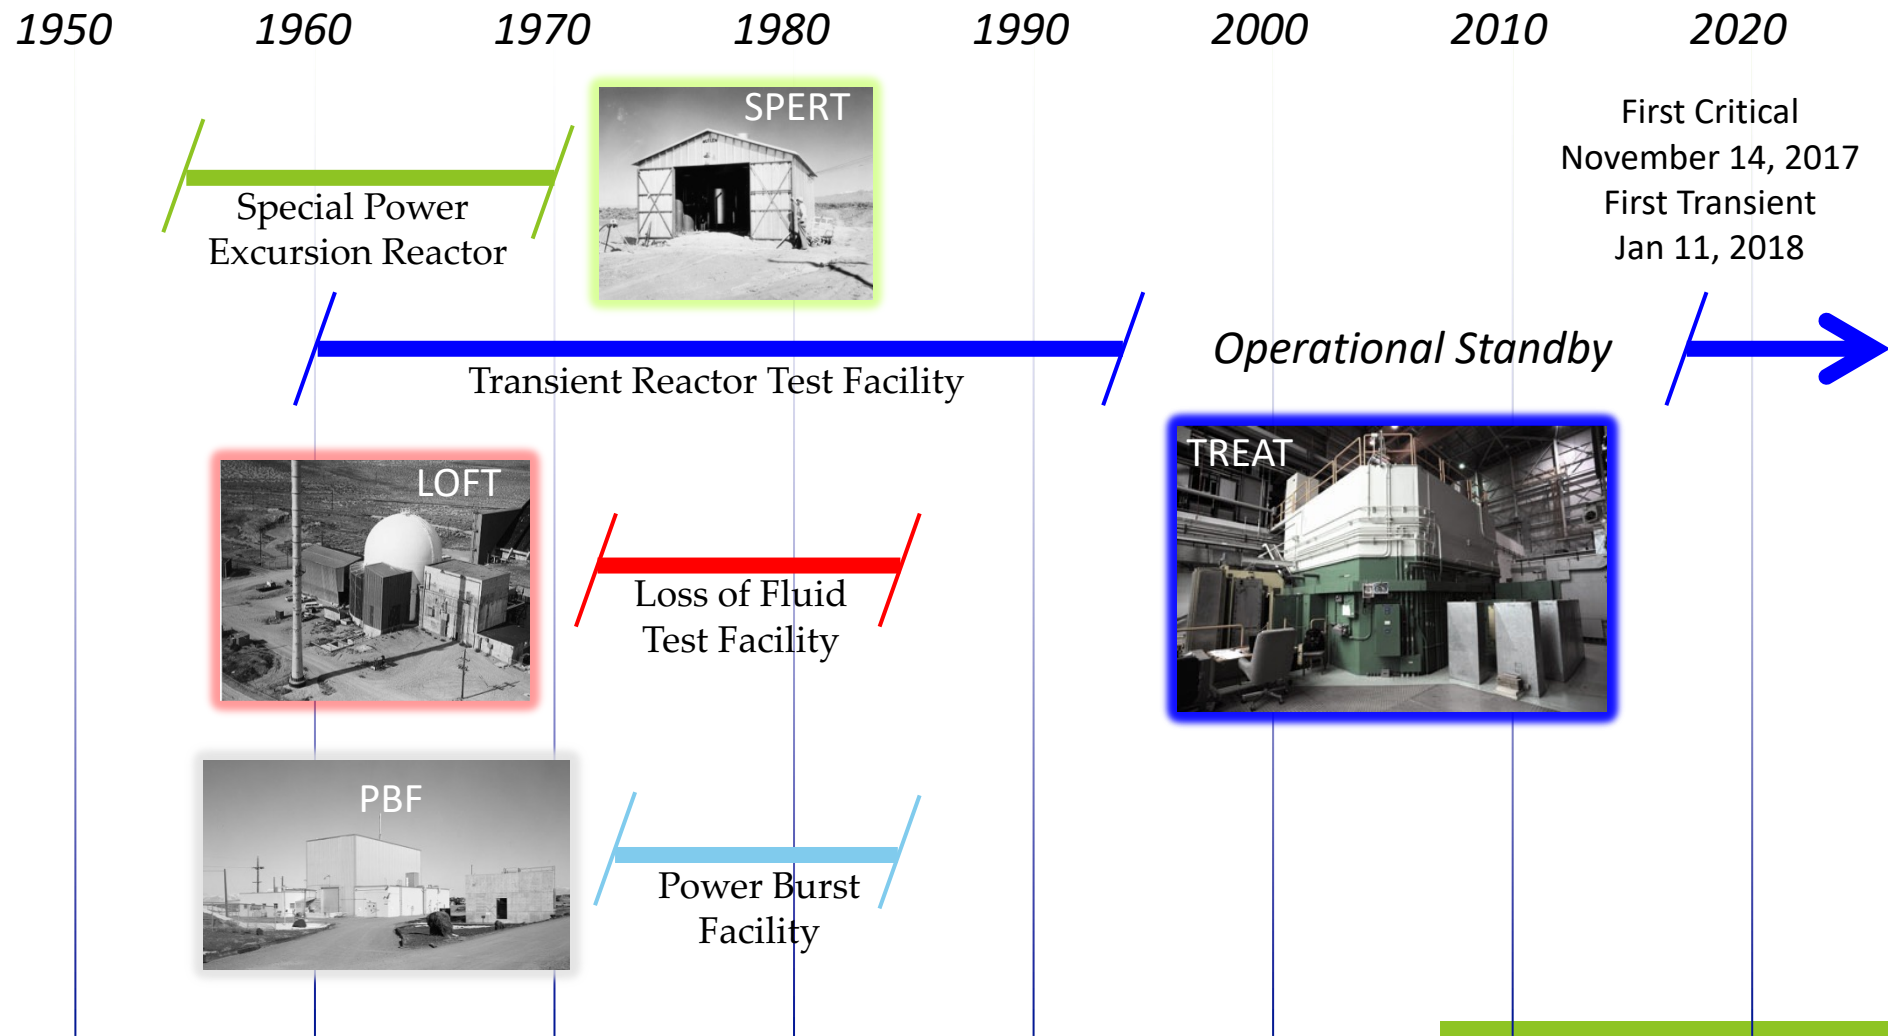 1950 1960 1970 1980 1990 2000 2010 2020
SPERT
First Critical
November 14, 2017
First Transient
Jan 11, 2018
Special Power
Excursion Reactor
Operational Standby
Transient Reactor Test Facility
LOFT
TREAT
Loss of Fluid
Test Facility
PBF
Power Burst
Facility